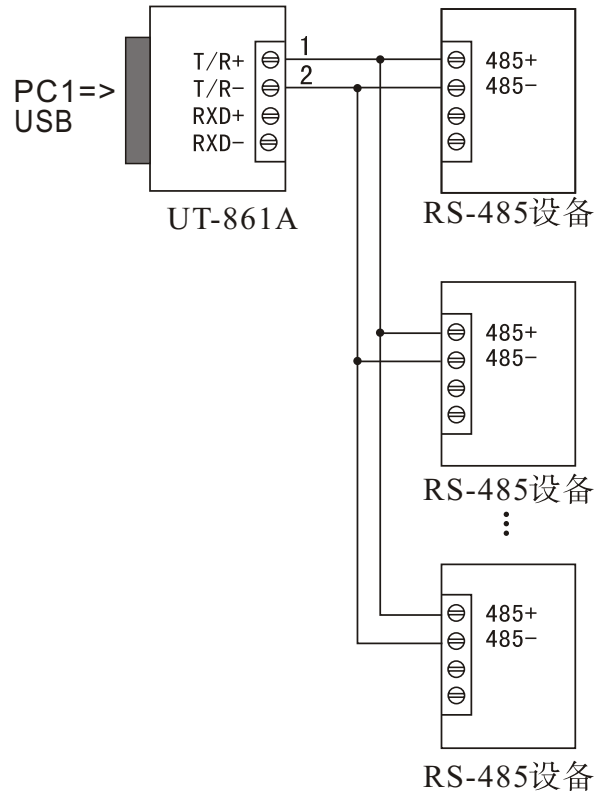 PC1=>
USB
T/R+
T/R-
RXD+
RXD-
1
2
UT-861A
485+
485-
RS-485设备
485+
485-
RS-485设备
485+
485-
RS-485设备